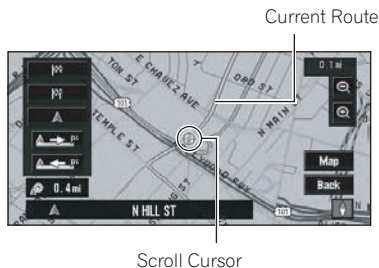 Current Route
0.1 mi
E. CHAVEZ AVE
TON ST
ORD ST
101
N MAIN ST
TEMPLE ST
Map
0.4 mi
Back
N HILL ST
101
Scroll Cursor